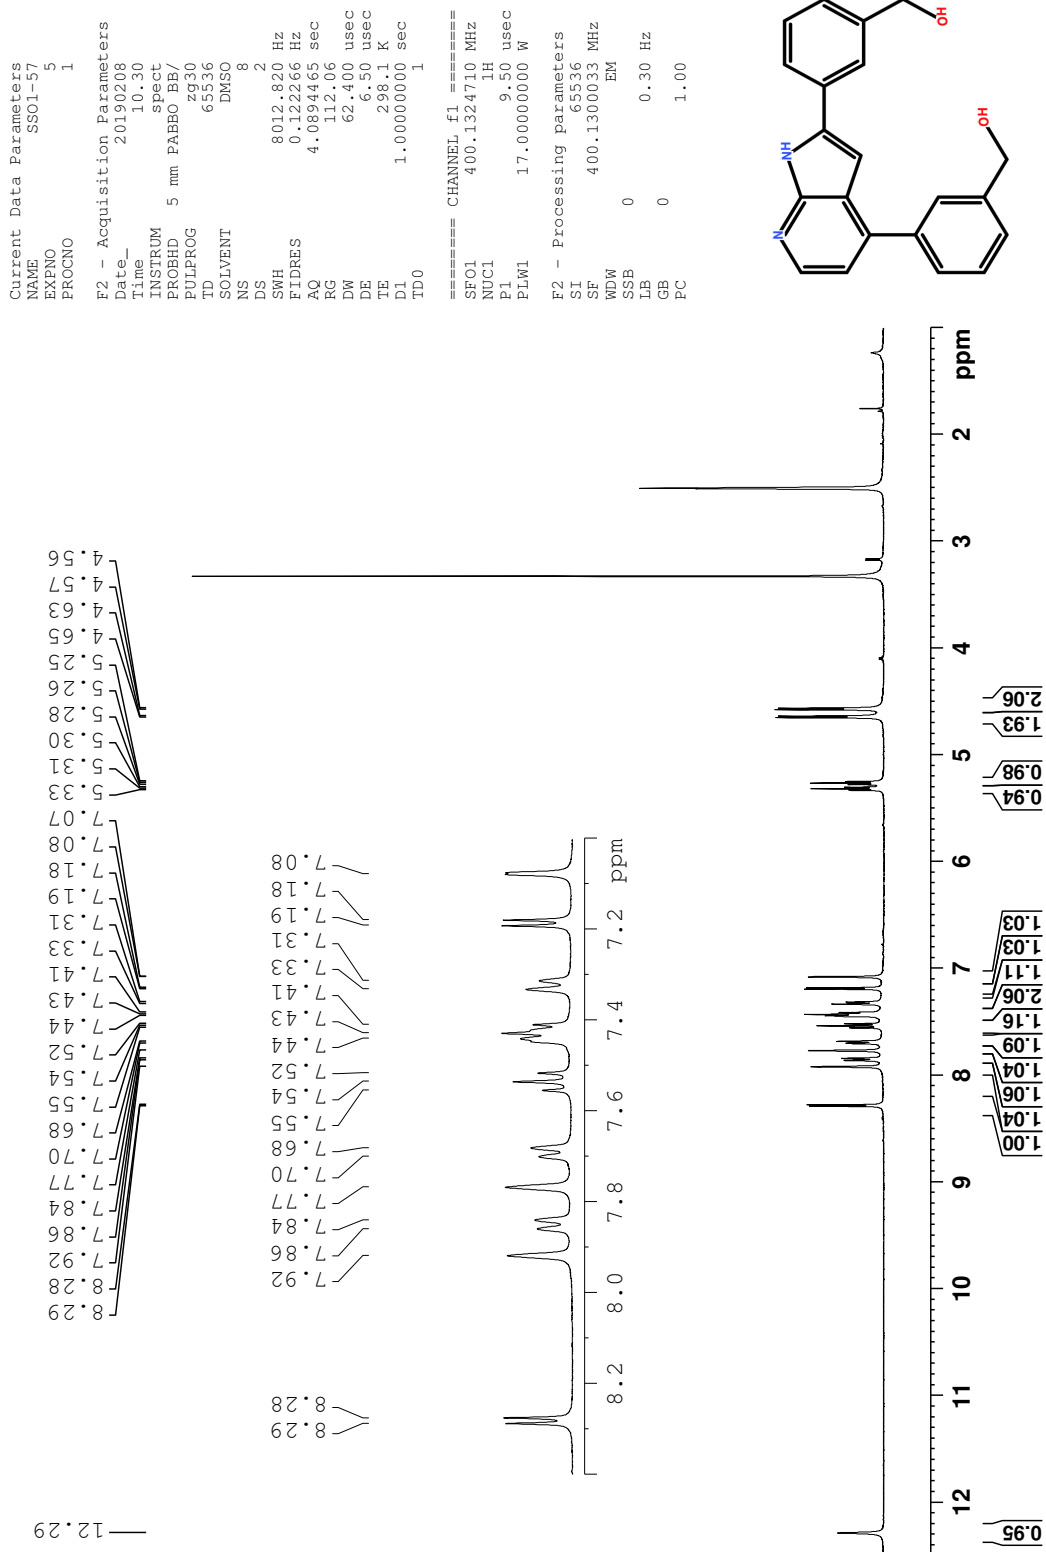 Current Data Parameters
NAME SSO1-57
EXPNO 5
PROCNO 1
F2 - Acquisition Parameters
Date_ 20190208
Time 10.30
INSTRUM spect
PROBHD 5 mm PABBO BB/
PULPROG zg30
TD 65536
SOLVENT DMSO
NS 8
DS 2
SWH 8012.820 Hz
FIDRES 0.122266 Hz
AQ 4.0894465 sec
RG 112.06
DW 62.400 usec
DE 6.50 usec
TE 298.1 K
D1 1.00000000 sec
TD0 1
======== CHANNEL f1 ========
SFO1 400.1324710 MHz
NUC1 1H
P1 9.50 usec
PLW1 17.00000000 W
F2 - Processing parameters
SI 65536
SF 400.1300033 MHz
WDW EM
SSB 0
LB 0.30 Hz
GB 0
PC 1.00
N
HN
OH
OH
12.29
8.29
8.28
7.92
7.86
7.84
7.77
7.70
7.68
7.55
7.54
7.52
7.44
7.43
7.41
7.33
7.31
7.19
7.18
7.08
7.07
5.33
5.31
5.30
5.28
5.26
5.25
4.65
4.63
4.57
4.56
8.29
8.28
7.92
7.86
7.84
7.77
7.70
7.68
7.55
7.54
7.52
7.44
7.43
7.41
7.33
7.31
7.19
7.18
7.08
8.2 8.0 7.8 7.6 7.4 7.2 ppm
12 11 10 9 8 7 6 5 4 3 2 ppm
0.95
1.00
1.04
1.06
1.04
1.09
1.16
2.06
1.11
1.03
1.03
0.94
0.98
1.93
2.06